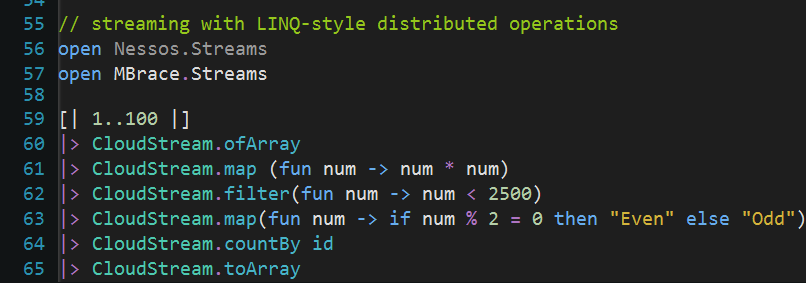 54
55 // streaming with LINQ-style distributed operations
56 open Nessos.Streams
57 open MBrace.Streams
58
59 [| 1..100 |]
60 |> CloudStream.ofArray
61 |> CloudStream.map (fun num -> num * num)
62 |> CloudStream.filter(fun num -> num < 2500)
63 |> CloudStream.map(fun num -> if num % 2 = 0 then "Even" else "Odd")
64 |> CloudStream.countBy id
65 |> CloudStream.toArray